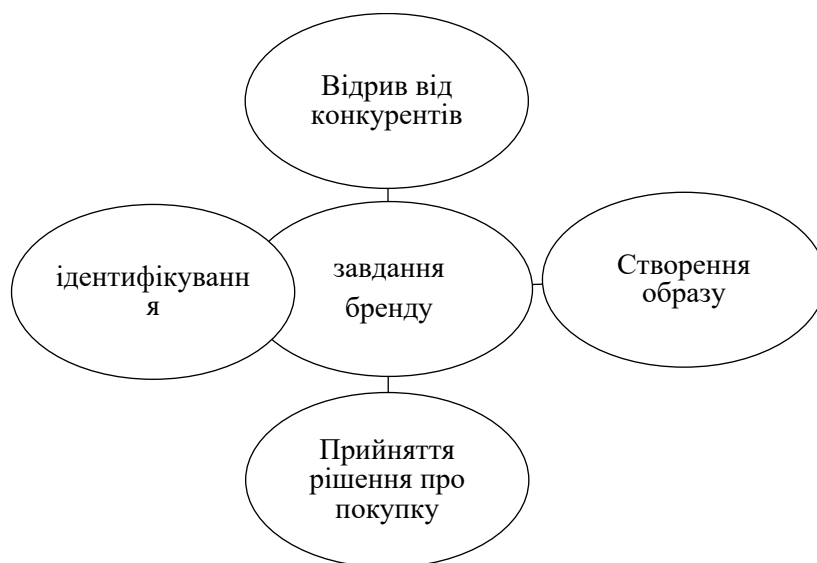 Відрив від
конкурентів
ідентифікуванн
я
завдання
бренду
Створення
образу
Прийняття
рішення про
покупку